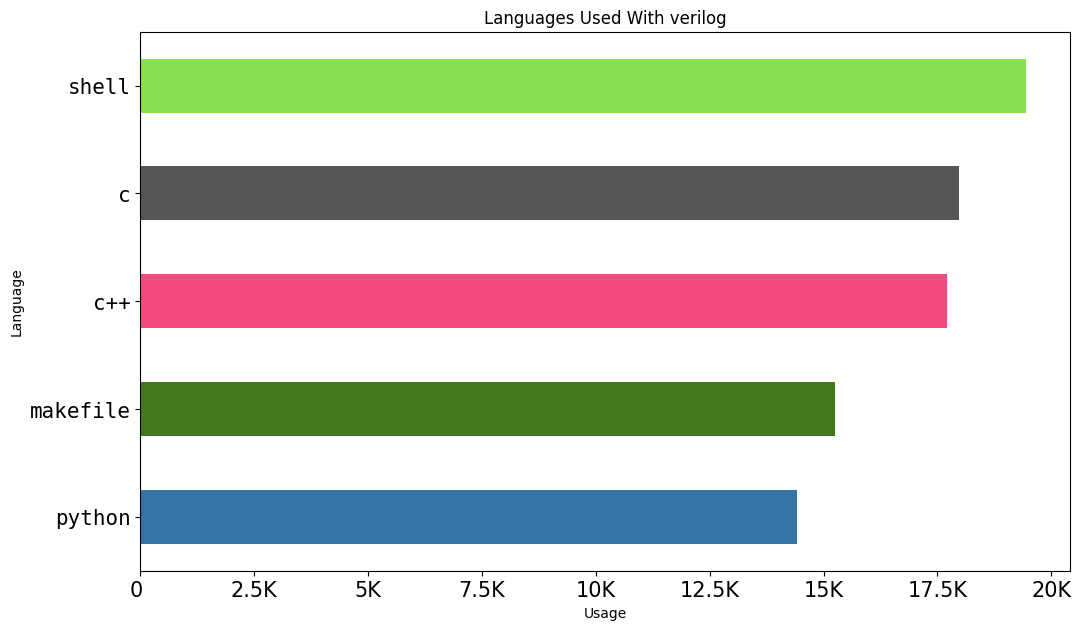 Languages Used With verilog
shell
c
c++
makefile
python
Language
0 2.5K 5K 7.5K 10K 12.5K 15K 17.5K 20K
Usage